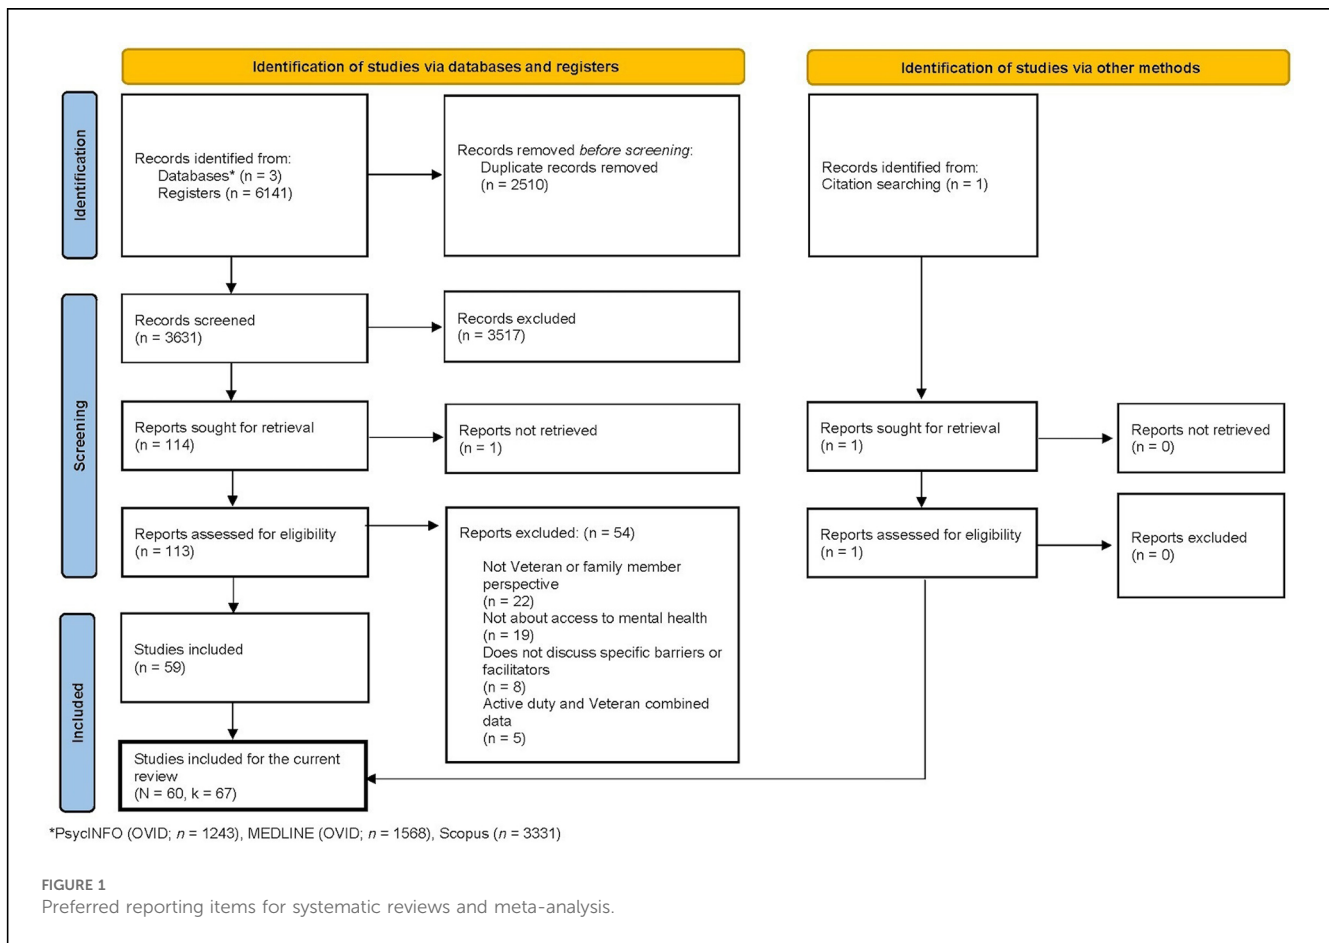 Identification of studies via databases and registers
Identification of studies via other methods
Identification
Records identified from:
Databases* (n = 3)
Registers (n = 6141)
Records removed before screening:
Duplicate records removed
(n = 2510)
Records identified from:
Citation searching (n = 1)
Screening
Records screened
(n = 3631)
Records excluded
(n = 3517)
Reports sought for retrieval
(n = 114)
Reports not retrieved
(n = 1)
Reports sought for retrieval
(n = 1)
Reports not retrieved
(n = 0)
Reports assessed for eligibility
(n = 113)
Reports excluded: (n = 54)
Not Veteran or family member
perspective
(n = 22)
Not about access to mental health
(n = 19)
Does not discuss specific barriers or
facilitators
(n = 8)
Active duty and Veteran combined
data
(n = 5)
Reports assessed for eligibility
(n = 1)
Reports excluded
(n = 0)
Included
Studies included
(n = 59)
Studies included for the current
review
(N = 60, k = 67)
*PsycINFO (OVID; n = 1243), MEDLINE (OVID; n = 1568), Scopus (n = 3331)
FIGURE 1
Preferred reporting items for systematic reviews and meta-analysis.